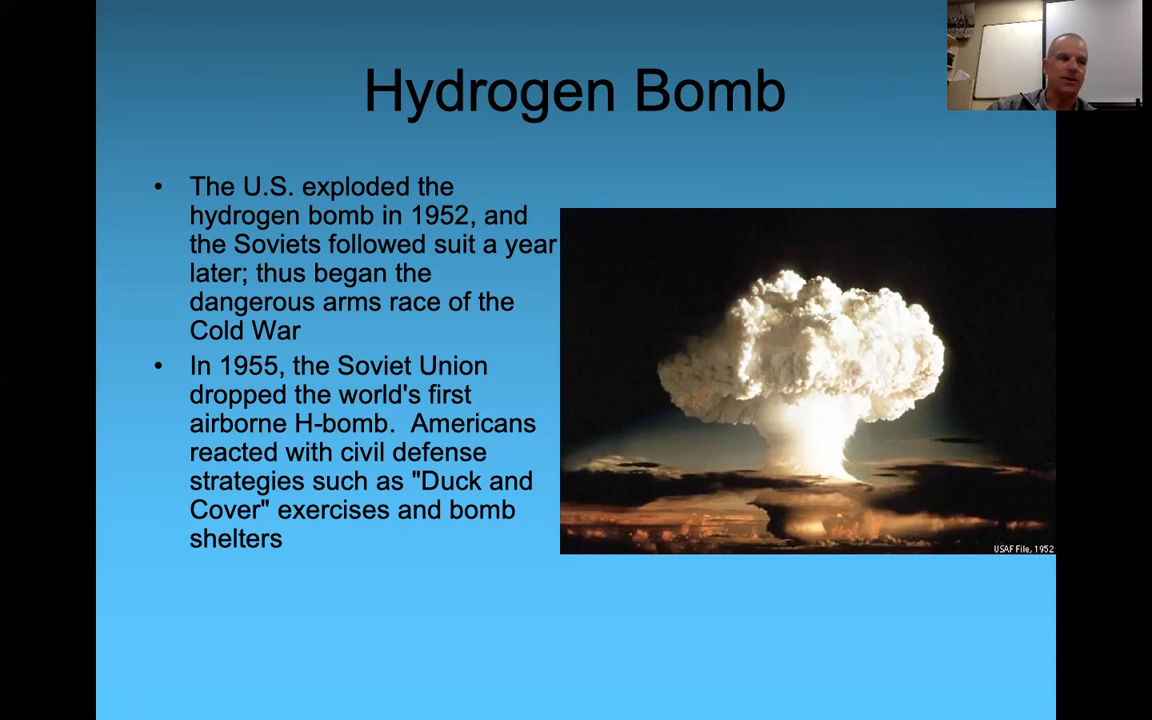 Hydrogen Bomb
• The U.S. exploded the
hydrogen bomb in 1952, and
the Soviets followed suit a year
later; thus began the
dangerous arms race of the
Cold War
• In 1955, the Soviet Union
dropped the world's first
airborne H-bomb.  Americans
reacted with civil defense
strategies such as "Duck and
Cover" exercises and bomb
shelters
USAF File, 1952